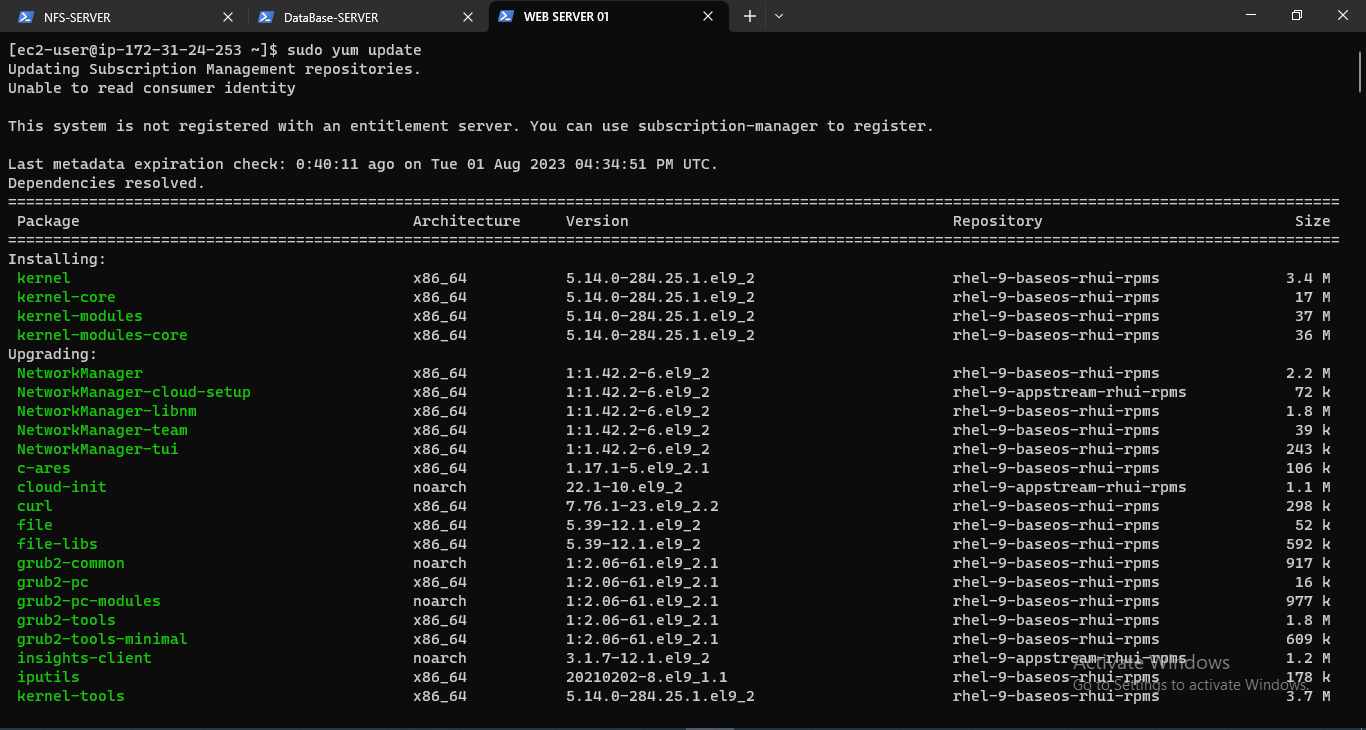 NFS-SERVER DataBase-SERVER WEB SERVER 01
[ec2-user@ip-172-31-24-253 ~]$ sudo yum update
Updating Subscription Management repositories.
Unable to read consumer identity
This system is not registered with an entitlement server. You can use subscription-manager to register.
Last metadata expiration check: 0:40:11 ago on Tue 01 Aug 2023 04:34:51 PM UTC.
Dependencies resolved.
================================================================================
Package Architecture Version Repository Size
================================================================================
Installing:
kernel x86_64 5.14.0-284.25.1.el9_2 rhel-9-baseos-rhui-rpms 3.4 M
kernel-core x86_64 5.14.0-284.25.1.el9_2 rhel-9-baseos-rhui-rpms 17 M
kernel-modules x86_64 5.14.0-284.25.1.el9_2 rhel-9-baseos-rhui-rpms 37 M
kernel-modules-core x86_64 5.14.0-284.25.1.el9_2 rhel-9-baseos-rhui-rpms 36 M
Upgrading:
NetworkManager x86_64 1:1.42.2-6.el9_2 rhel-9-baseos-rhui-rpms 2.2 M
NetworkManager-cloud-setup x86_64 1:1.42.2-6.el9_2 rhel-9-appstream-rhui-rpms 72 k
NetworkManager-libnm x86_64 1:1.42.2-6.el9_2 rhel-9-baseos-rhui-rpms 1.8 M
NetworkManager-team x86_64 1:1.42.2-6.el9_2 rhel-9-baseos-rhui-rpms 39 k
NetworkManager-tui x86_64 1:1.42.2-6.el9_2 rhel-9-baseos-rhui-rpms 243 k
c-ares x86_64 1.17.1-5.el9_2.1 rhel-9-baseos-rhui-rpms 106 k
cloud-init noarch 22.1-10.el9_2 rhel-9-appstream-rhui-rpms 1.1 M
curl x86_64 7.76.1-23.el9_2.2 rhel-9-baseos-rhui-rpms 298 k
file x86_64 5.39-12.1.el9_2 rhel-9-baseos-rhui-rpms 52 k
file-libs x86_64 5.39-12.1.el9_2 rhel-9-baseos-rhui-rpms 592 k
grub2-common noarch 1:2.06-61.el9_2.1 rhel-9-baseos-rhui-rpms 917 k
grub2-pc x86_64 1:2.06-61.el9_2.1 rhel-9-baseos-rhui-rpms 16 k
grub2-pc-modules noarch 1:2.06-61.el9_2.1 rhel-9-baseos-rhui-rpms 977 k
grub2-tools x86_64 1:2.06-61.el9_2.1 rhel-9-baseos-rhui-rpms 1.8 M
grub2-tools-minimal x86_64 1:2.06-61.el9_2.1 rhel-9-baseos-rhui-rpms 609 k
insights-client noarch 3.1.7-12.1.el9_2 rhel-9-appstream-rhui-rpms 1.2 M
iputils x86_64 20210202-8.el9_1.1 rhel-9-baseos-rhui-rpms 178 k
kernel-tools x86_64 5.14.0-284.25.1.el9_2 rhel-9-baseos-rhui-rpms 3.7 M
Activate Windows
Go to Settings to activate Windows.